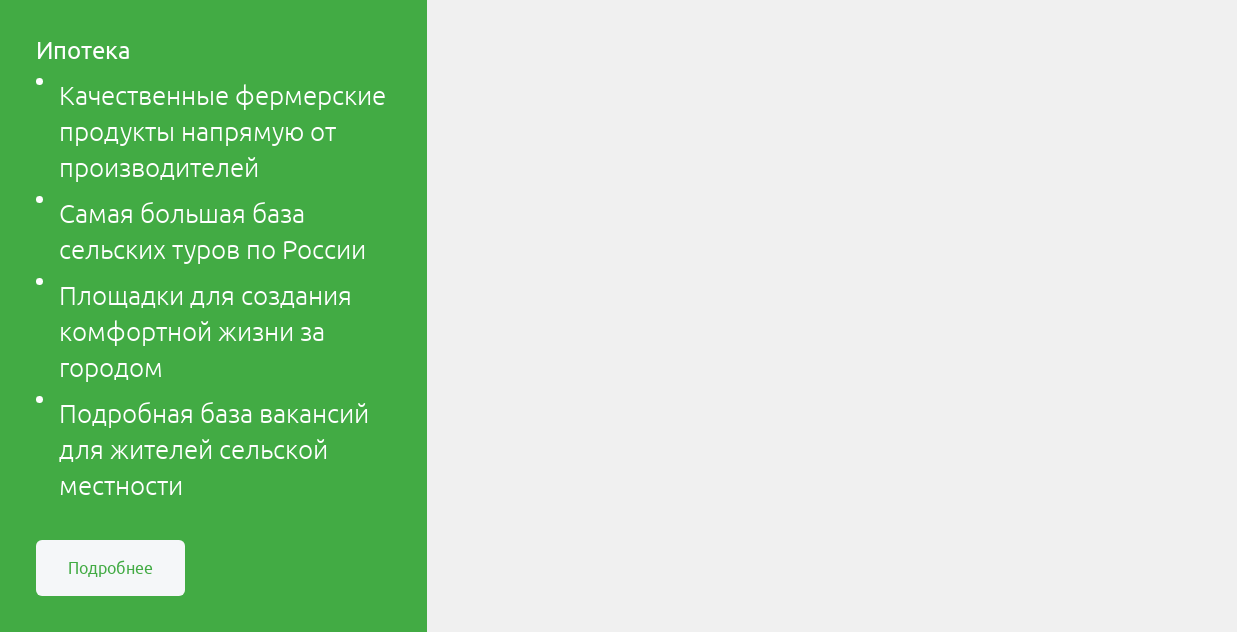 Ипотека
Качественные фермерские
продукты напрямую от
производителей
Самая большая база
сельских туров по России
Площадки для создания
комфортной жизни за
городом
Подробная база вакансий
для жителей сельской
местности
Подробнее